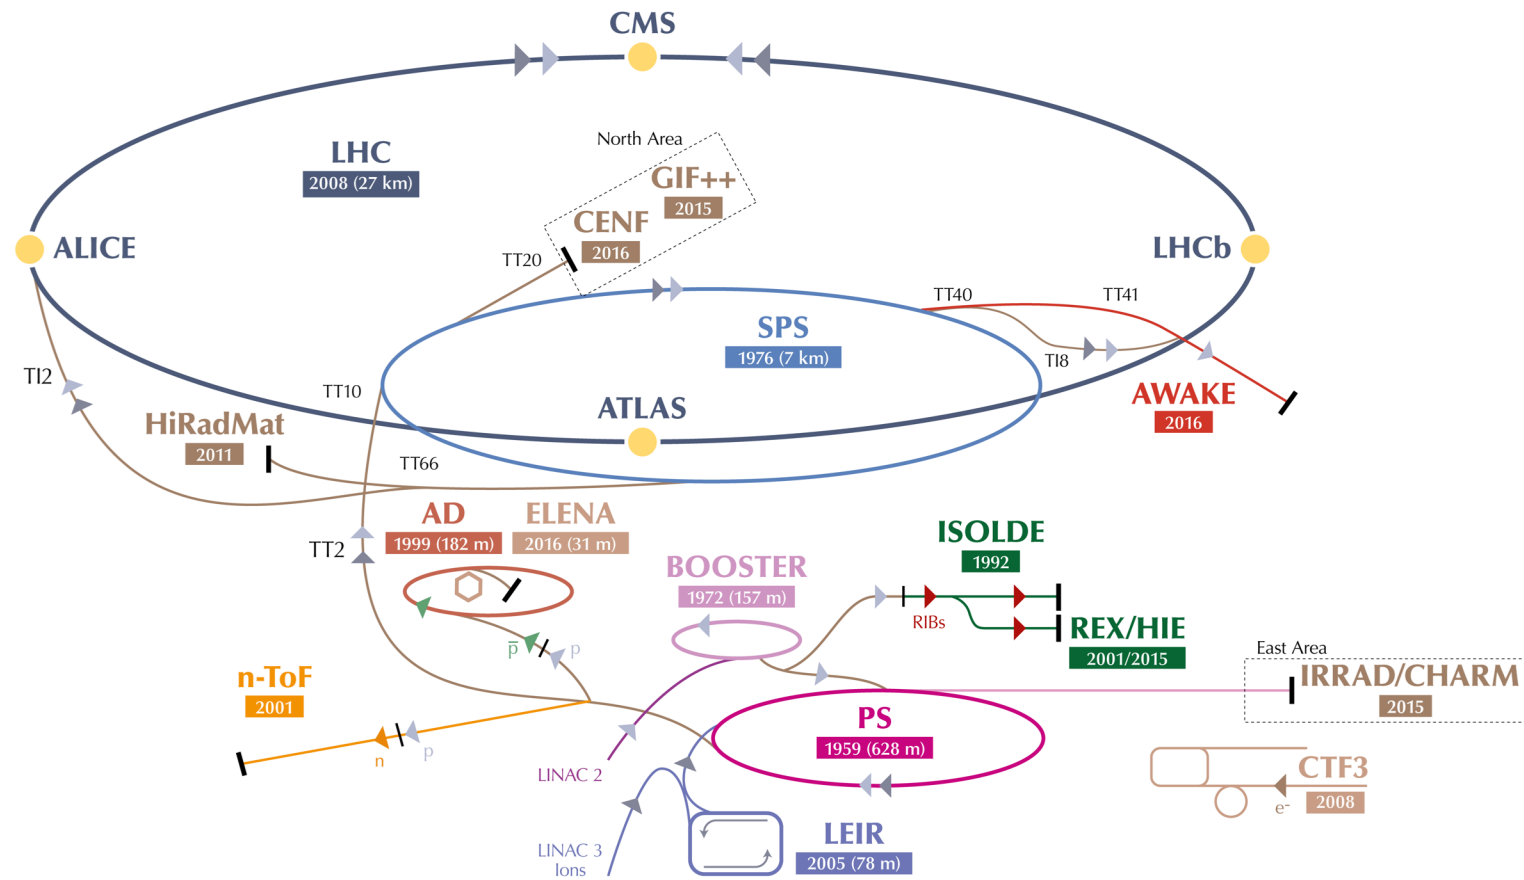 CMS
North Area
LHC
2008 (27 km)
GIF++
2015
CENF
2016
ALICE
LHCb
TT20
TT40
TT41
SPS
1976 (7 km)
TI8
TI2
TT10
AWAKE
2016
ATLAS
HiRadMat
2011
TT66
AD
1999 (182 m)
ELENA
2016 (31 m)
ISOLDE
1992
TT2
BOOSTER
1972 (157 m)
RIBs
REX/HIE
2001/2015
p̅
p
East Area
IRRAD/CHARM
2015
n-ToF
2001
PS
1959 (628 m)
p
n
LINAC 2
CTF3
2008
e-
LEIR
2005 (78 m)
LINAC 3
Ions